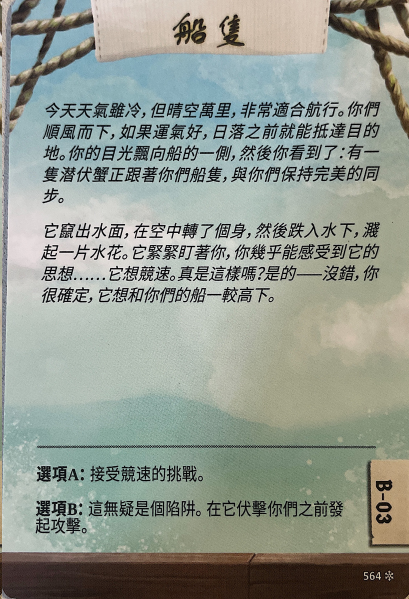 船隻
今天天氣雖冷，但晴空萬里，非常適合航行。你們
順風而下，如果運氣好，日落之前就能抵達目的
地。你的目光飄向船的一側，然後你看到了：有一
隻潛伏蟹正跟著你們船隻，與你們保持完美的同
步。
它竄出水面，在空中轉了個身，然後跌入水下，濺
起一片水花。它緊緊盯著你，你幾乎能感受到它的
思想……它想競速。真是這樣嗎？是的——沒錯，你
很確定，它想和你們的船一較高下。
選項A：接受競速的挑戰。
選項B：這無疑是個陷阱。在它伏擊你們之前發
起攻擊。
B-03
564